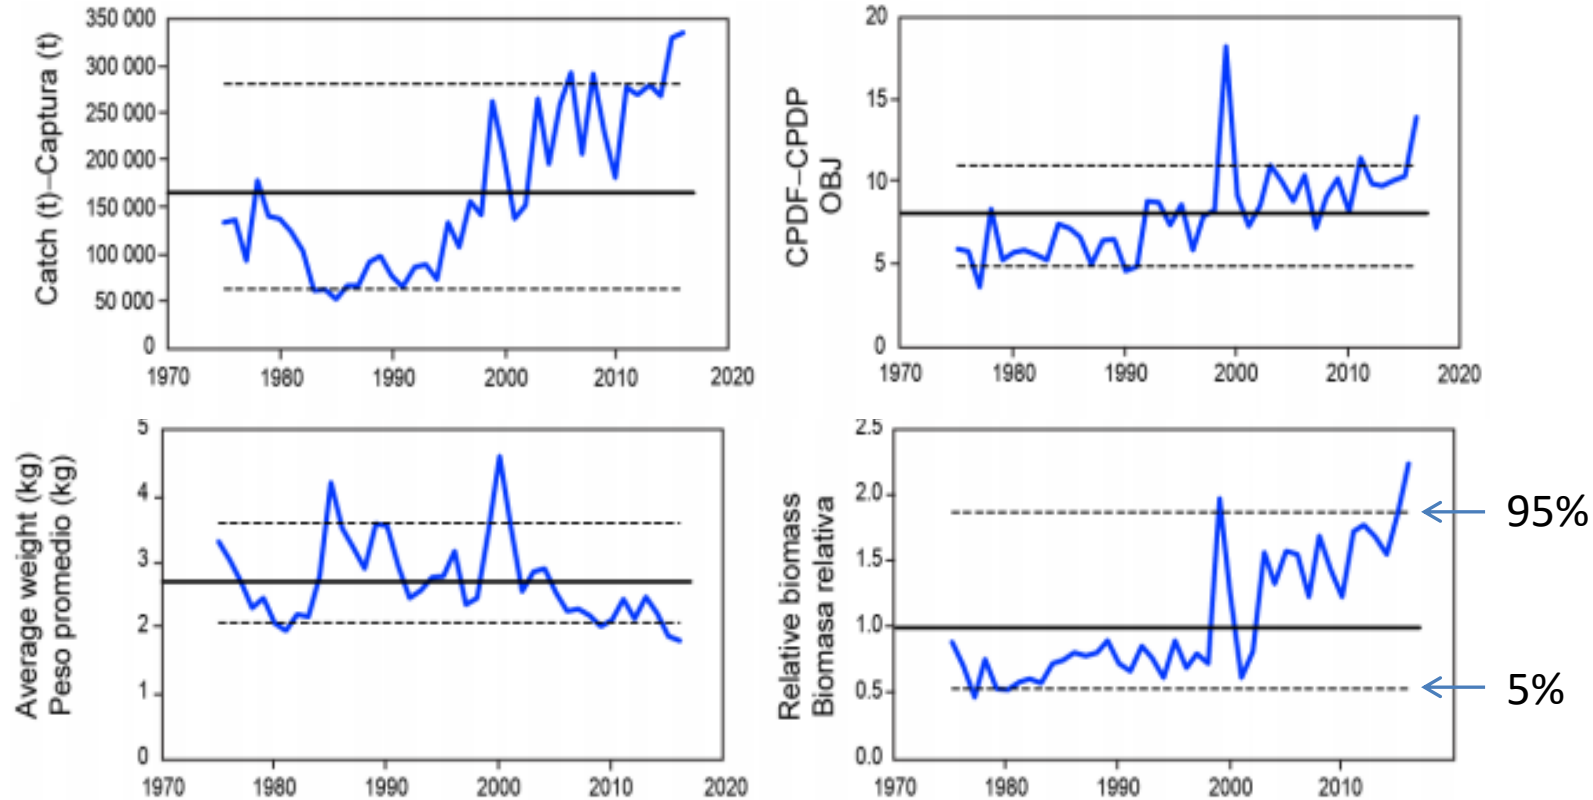 Catch (t)–Captura (t)
350 000
300 000
250 000
200 000
150 000
100 000
50 000
0
1970 1980 1990 2000 2010 2020
CPDF–CPDP
OBJ
20
15
10
5
0
1970 1980 1990 2000 2010 2020
Average weight (kg)
Peso promedio (kg)
5
4
3
2
1
0
1970 1980 1990 2000 2010 2020
Relative biomass
Biomasa relativa
2.5
2.0
1.5
1.0
0.5
0.0
1970 1980 1990 2000 2010
95%
5%